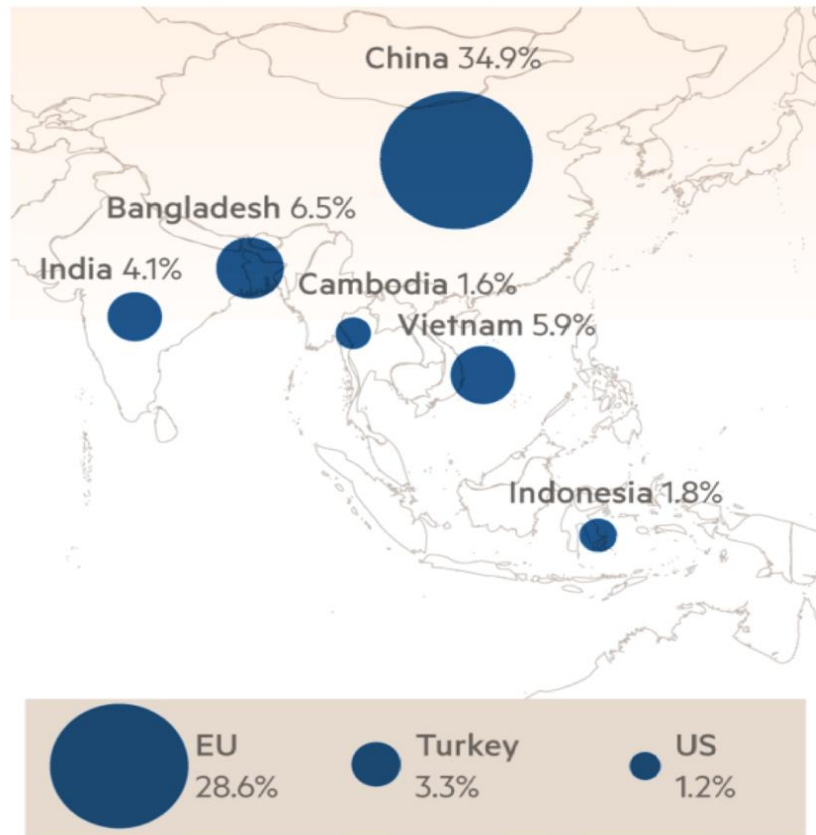 China 34.9%
Bangladesh 6.5%
India 4.1%
Cambodia 1.6%
Vietnam 5.9%
Indonesia 1.8%
EU
28.6%
Turkey
3.3%
US
1.2%